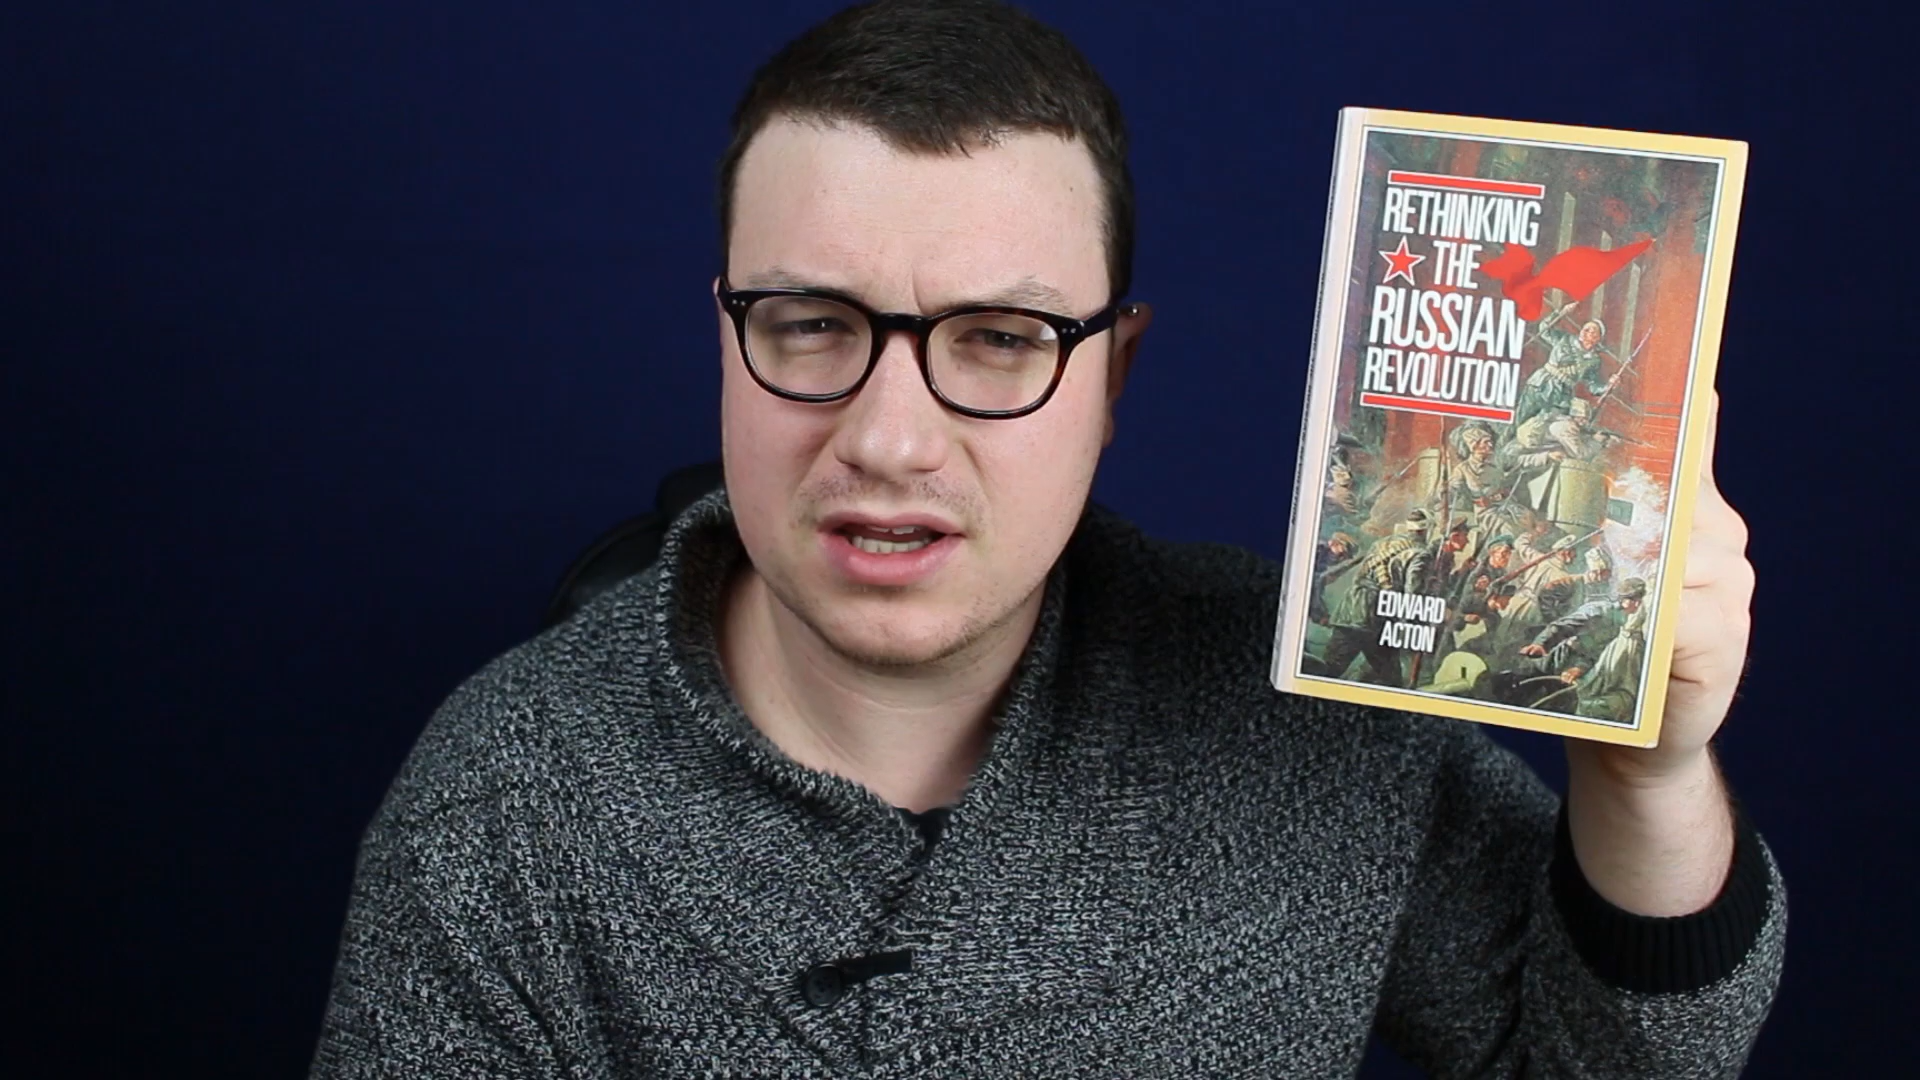 RETHINKING
THE
RUSSIAN
REVOLUTION
EDWARD
ACTON